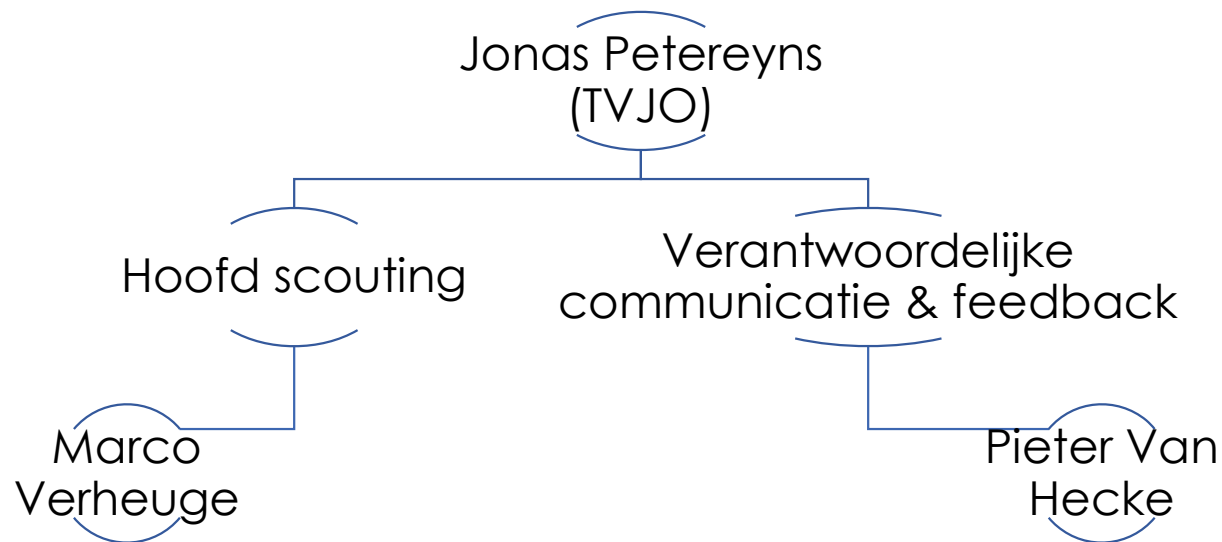 Jonas Petereyns
(TVJO)
Hoofd scouting
Verantwoordelijke
communicatie & feedback
Marco
Verheuge
Pieter Van
Hecke